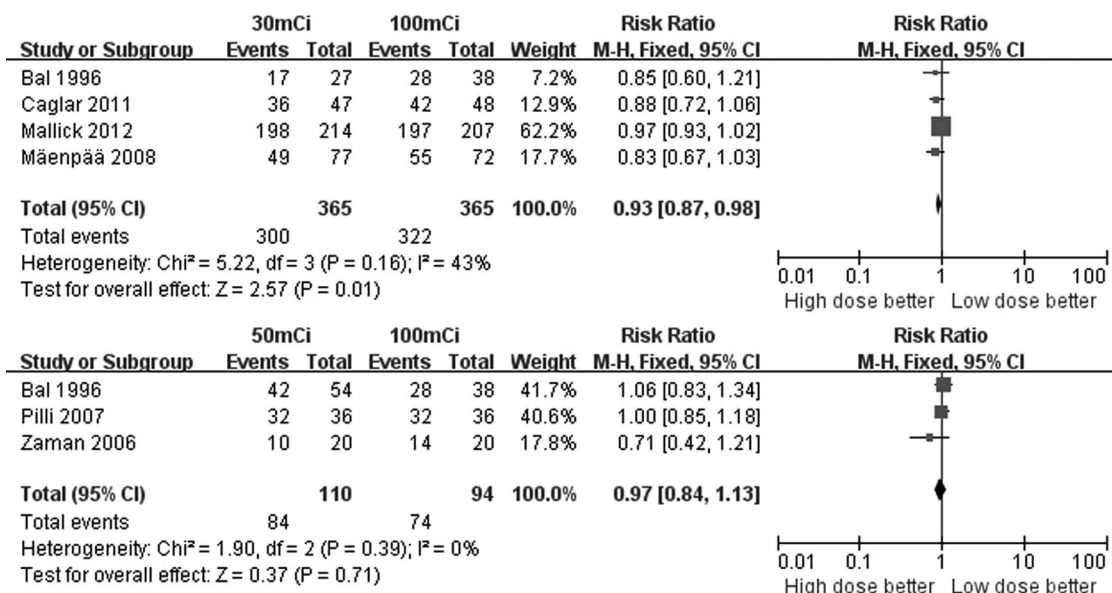 30mCi 100mCi Risk Ratio Risk Ratio
Study or Subgroup Events Total Events Total Weight M-H, Fixed, 95% CI M-H, Fixed, 95% CI
Bal 1996 17 27 28 38 7.2% 0.85 [0.60, 1.21]
Caglar 2011 36 47 42 48 12.9% 0.88 [0.72, 1.06]
Mallick 2012 198 214 197 207 62.2% 0.97 [0.93, 1.02]
Mäenpää 2008 49 77 55 72 17.7% 0.83 [0.67, 1.03]
Total (95% CI) 365 365 100.0% 0.93 [0.87, 0.98]
Total events 300 322
Heterogeneity: Chi² = 5.22, df = 3 (P = 0.16); I² = 43%
Test for overall effect: Z = 2.57 (P = 0.01)
0.01 0.1 1 10 100
High dose better Low dose better
50mCi 100mCi Risk Ratio Risk Ratio
Study or Subgroup Events Total Events Total Weight M-H, Fixed, 95% CI M-H, Fixed, 95% CI
Bal 1996 42 54 28 38 41.7% 1.06 [0.83, 1.34]
Pilli 2007 32 36 32 36 40.6% 1.00 [0.85, 1.18]
Zaman 2006 10 20 14 20 17.8% 0.71 [0.42, 1.21]
Total (95% CI) 110 94 100.0% 0.97 [0.84, 1.13]
Total events 84 74
Heterogeneity: Chi² = 1.90, df = 2 (P = 0.39); I² = 0%
Test for overall effect: Z = 0.37 (P = 0.71)
0.01 0.1 1 10 100
High dose better Low dose better